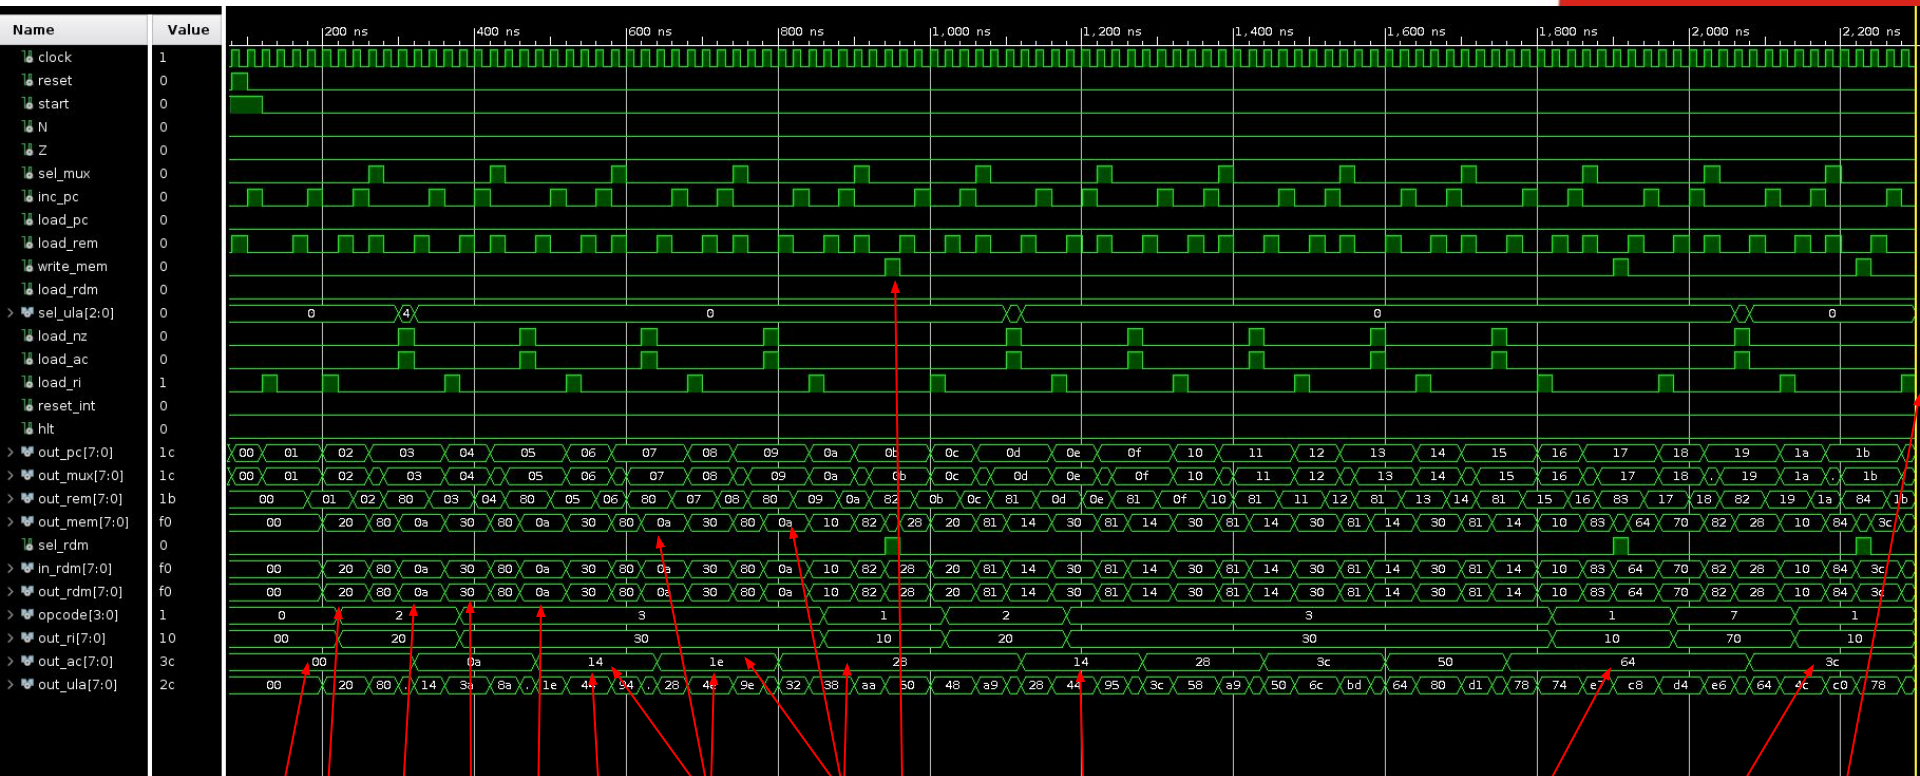 Name Value 200 ns 400 ns 600 ns 800 ns 1,000 ns 1,200 ns 1,400 ns 1,600 ns 1,800 ns 2,000 ns 2,200 ns
clock 1
reset 0
start 0
N 0
Z 0
sel_mux 0
inc_pc 0
load_pc 0
load_rem 0
write_mem 0
load_rdm 0
sel_ula[2:0] 0 0 4 0 0 0
load_nz 0
load_ac 0
load_ri 1
reset_int 0
hlt 0
out_pc[7:0] 1c 00 01 02 03 04 05 06 07 08 09 0a 0b 0c 0d 0e 0f 10 11 12 13 14 15 16 17 18 19 1a 1b
out_mux[7:0] 1c 00 01 02 03 04 05 06 07 08 09 0a 0b 0c 0d 0e 0f 10 11 12 13 14 15 16 17 18 . 19 1a . 1b
out_rem[7:0] 1b 00 01 02 80 03 04 80 05 06 80 07 08 80 09 0a 82 0b 0c 81 0d 0e 81 0f 10 81 11 12 81 13 14 81 15 16 83 17 18 82 19 1a 84 1b
out_mem[7:0] f0 00 20 80 0a 30 80 0a 30 80 0a 30 80 0a 10 82 28 20 81 14 30 81 14 30 81 14 30 81 14 30 81 14 10 83 64 70 82 28 10 84 3c
sel_rdm 0
in_rdm[7:0] f0 00 20 80 0a 30 80 0a 30 80 0a 30 80 0a 10 82 28 20 81 14 30 81 14 30 81 14 30 81 14 30 81 14 10 83 64 70 82 28 10 84 3c
out_rdm[7:0] f0 00 20 80 0a 30 80 0a 30 80 0a 30 80 0a 10 82 28 20 81 14 30 81 14 30 81 14 30 81 14 30 81 14 10 83 64 70 82 28 10 84 3c
opcode[3:0] 1 0 2 3 1 2 3 1 7 1
out_ri[7:0] 10 00 20 30 10 20 30 10 70 10
out_ac[7:0] 3c 00 0a 14 1e 28 14 28 3c 50 64 3c
out_ula[7:0] 2c 00 20 80 . 14 3a 8a . 1e 94 . 28 9e 32 38 aa 50 48 a9 28 44 95 3c 58 a9 50 6c bd 64 80 d1 78 74 c8 d4 e6 64 4c c0 78